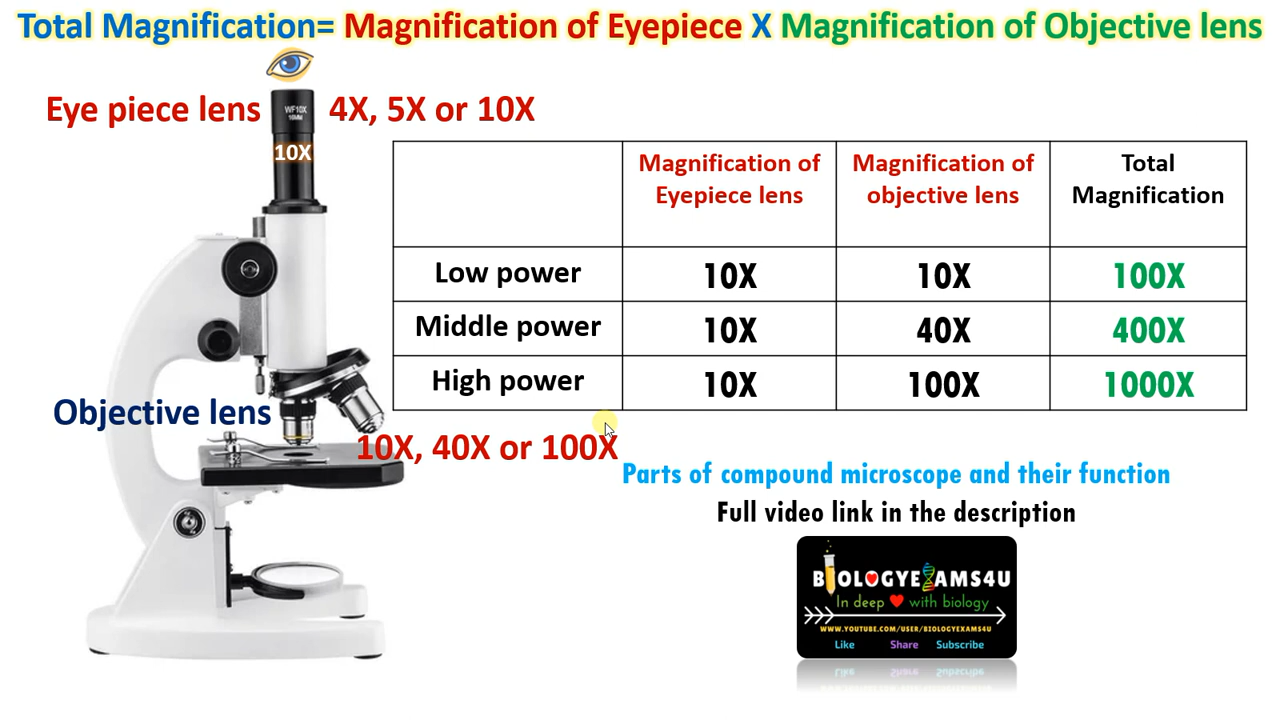 Total Magnification= Magnification of Eyepiece X Magnification of Objective lens
Eye piece lens
WF10X
16MM
4X, 5X or 10X
10X
Magnification of Eyepiece lens
Magnification of objective lens
Total Magnification
Low power 10X 10X 100X
Middle power 10X 40X 400X
High power 10X 100X 1000X
Objective lens
10X, 40X or 100X
Parts of compound microscope and their function
Full video link in the description
BIOLOGYEXAMS4U
In deep with biology
WWW.YOUTUBE.COM/USER/BIOLOGYEXAMS4U
Like Share Subscribe